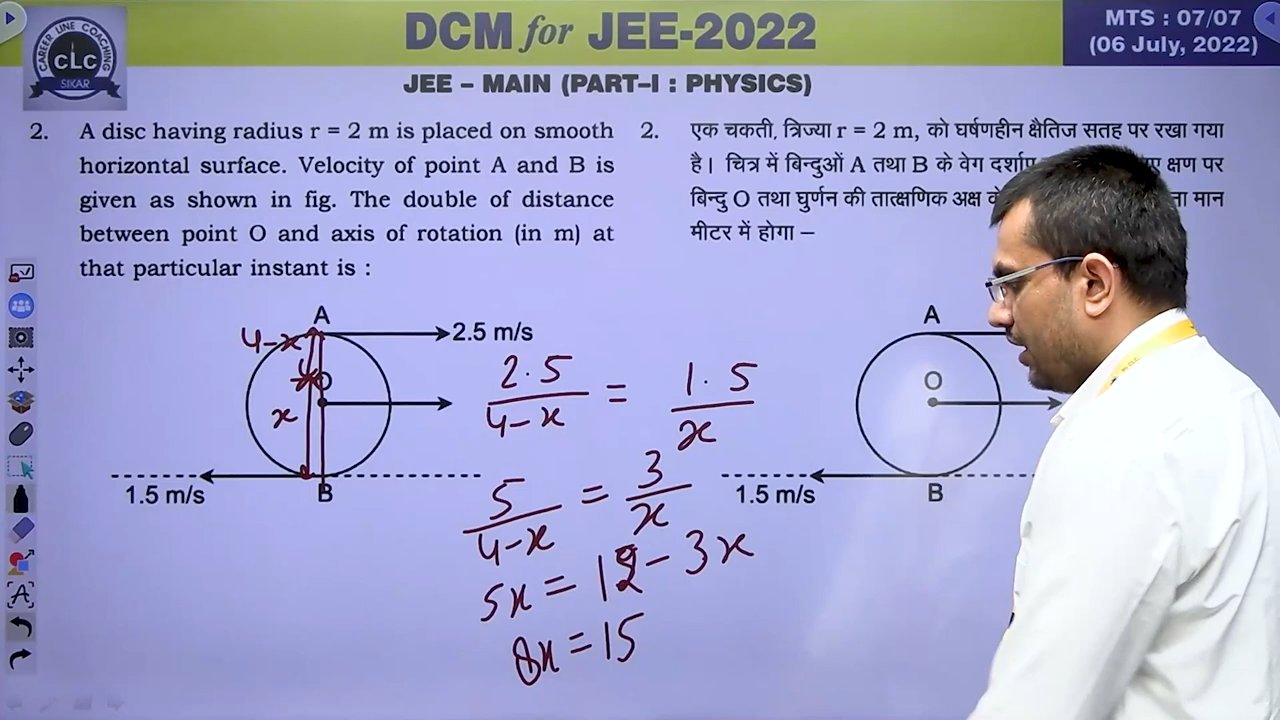 CAREER LINE COACHING
CLC
SIKAR
DCM for JEE-2022
MTS : 07/07
(06 July, 2022)
JEE – MAIN (PART–I : PHYSICS)
2. A disc having radius r = 2 m is placed on smooth
horizontal surface. Velocity of point A and B is
given as shown in fig. The double of distance
between point O and axis of rotation (in m) at
that particular instant is :
2. एक चकती, त्रिज्या r = 2 m, को घर्षणहीन क्षैतिज सतह पर रखा गया
है। चित्र में बिन्दुओं A तथा B के वेग क्षण पर
बिन्दु O तथा घुर्णन की तात्क्षणिक अक्ष मान
मीटर में होगा –
A
2.5 m/s
4-x
O
x
1.5 m/s
B
2.5/4-x = 1.5/x
5/4-x = 3/x
5x = 12 - 3x
8x = 15
A
O
1.5 m/s
B